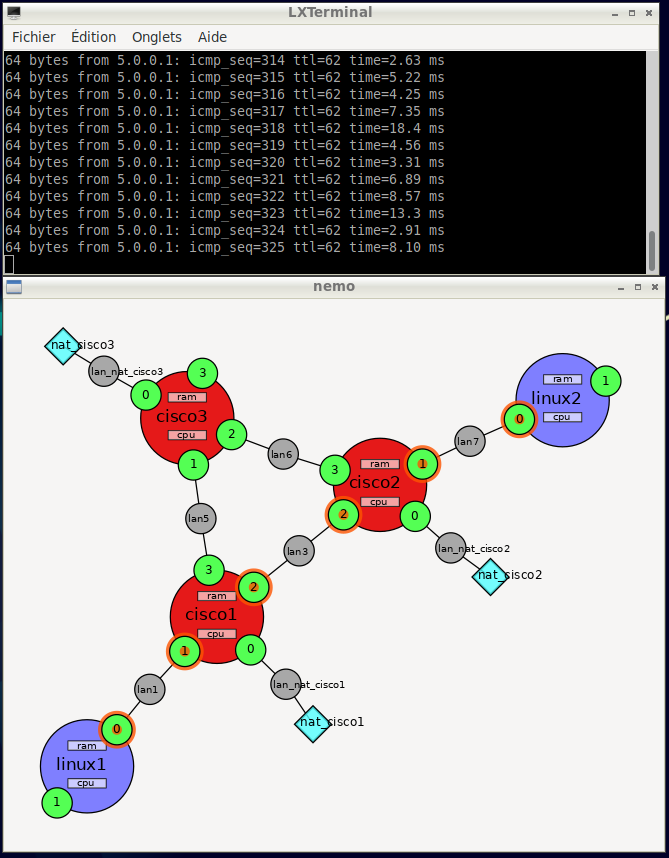 LXTerminal
Fichier Édition Onglets Aide
64 bytes from 5.0.0.1: icmp_seq=314 ttl=62 time=2.63 ms
64 bytes from 5.0.0.1: icmp_seq=315 ttl=62 time=5.22 ms
64 bytes from 5.0.0.1: icmp_seq=316 ttl=62 time=4.25 ms
64 bytes from 5.0.0.1: icmp_seq=317 ttl=62 time=7.35 ms
64 bytes from 5.0.0.1: icmp_seq=318 ttl=62 time=18.4 ms
64 bytes from 5.0.0.1: icmp_seq=319 ttl=62 time=4.56 ms
64 bytes from 5.0.0.1: icmp_seq=320 ttl=62 time=3.31 ms
64 bytes from 5.0.0.1: icmp_seq=321 ttl=62 time=6.89 ms
64 bytes from 5.0.0.1: icmp_seq=322 ttl=62 time=8.57 ms
64 bytes from 5.0.0.1: icmp_seq=323 ttl=62 time=13.3 ms
64 bytes from 5.0.0.1: icmp_seq=324 ttl=62 time=2.91 ms
64 bytes from 5.0.0.1: icmp_seq=325 ttl=62 time=8.10 ms
nemo
nat_cisco3
lan_nat_cisco3
0
3
ram
cisco3
cpu
2
1
ram
1
linux2
cpu
0
lan7
lan6
3
ram
1
cisco2
cpu
2
0
lan5
lan3
lan_nat_cisco2
nat_cisco2
3
2
ram
cisco1
cpu
1
0
lan1
lan_nat_cisco1
nat_cisco1
0
ram
linux1
cpu
1